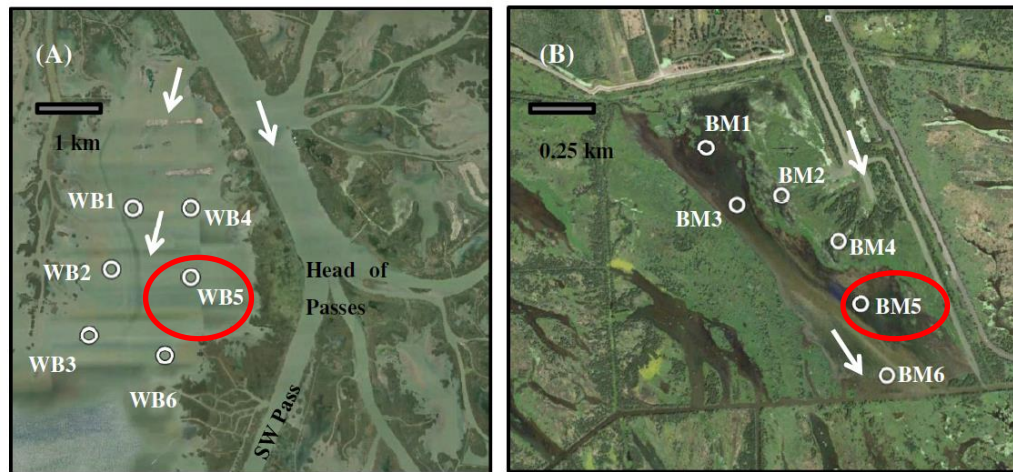 (A)
1 km
WB1
WB4
WB2
WB5
WB3
WB6
Head of
Passes
SW Pass
(B)
0.25 km
BM1
BM2
BM3
BM4
BM5
BM6